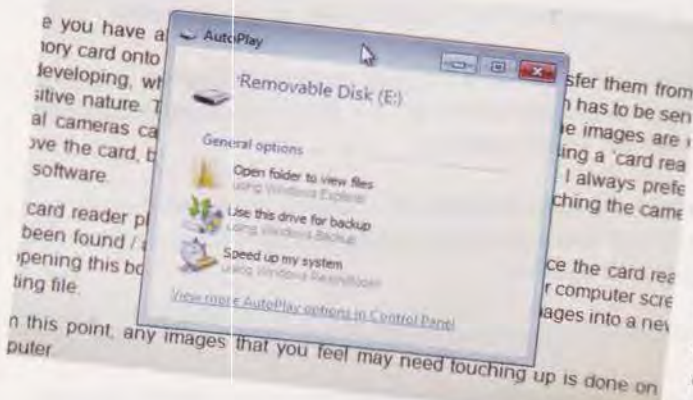 e you have a
sfer them from
ory card onto
has to be sen
developing, wh
e images are
sitive nature. T
sing a 'card rea
al cameras ca
I always prefe
ove the card, b
ching the came
software.
AutoPlay
Removable Disk (E:)
General options
Open folder to view files
using Windows Explorer
Use this drive for backup
using Windows Backup
Speed up my system
using Windows ReadyBoost
View more AutoPlay options in Control Panel
card reader pl
ce the card rea
been found /
r computer scre
pening this bo
ages into a new
ting file.
n this point, any images that you feel may need touching up is done on
puter.